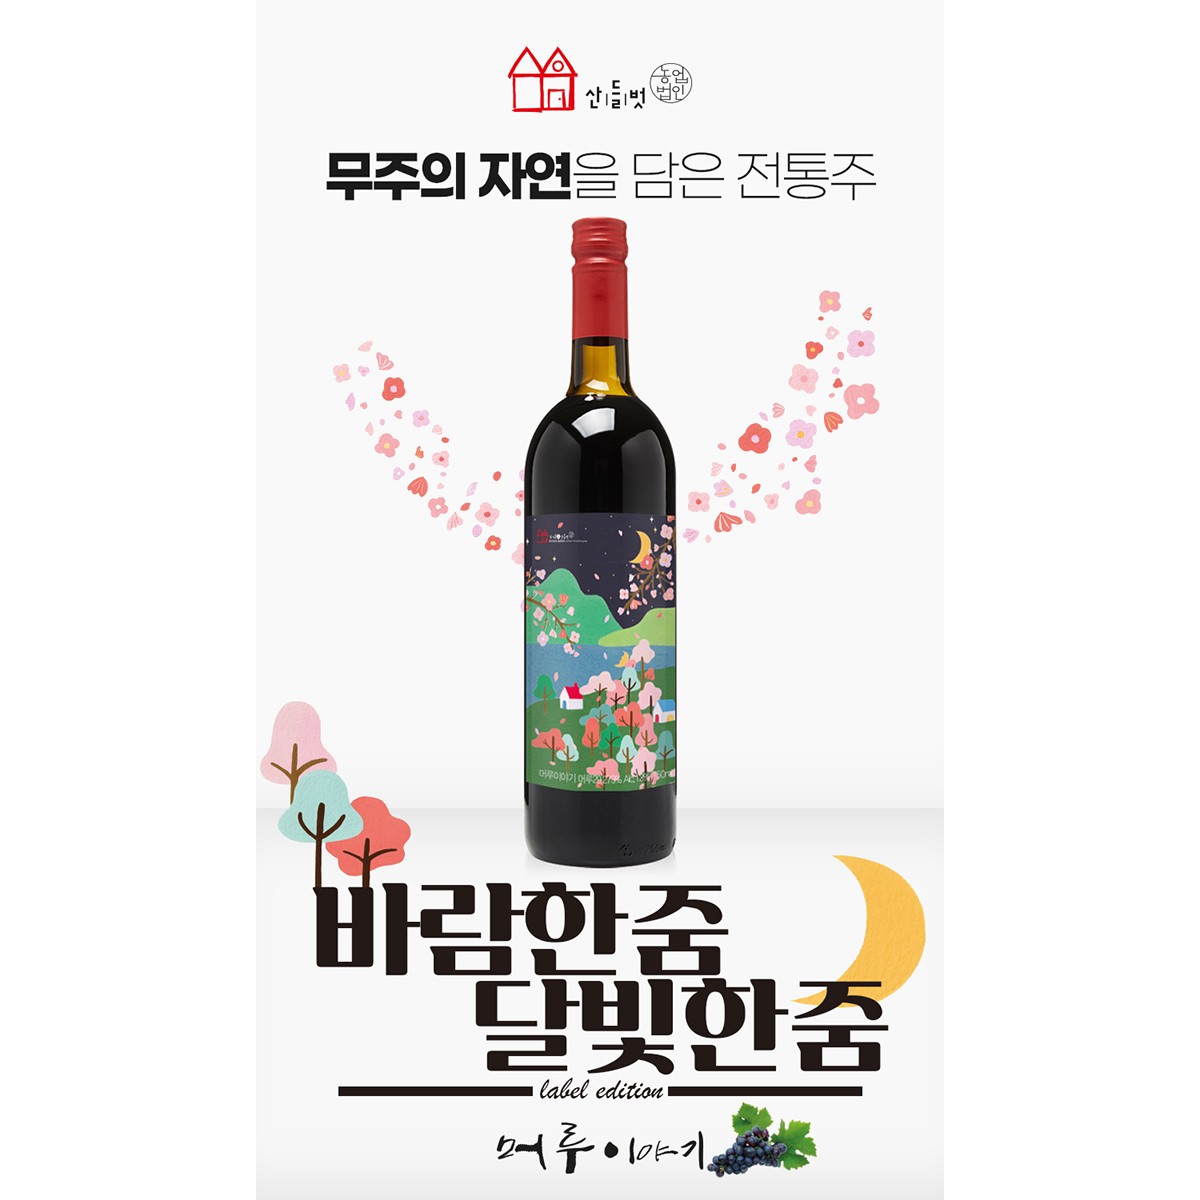 산들벗 농업법인
무주의 자연을 담은 전통주
바람한줌
달빛한줌
label edition
머루이야기